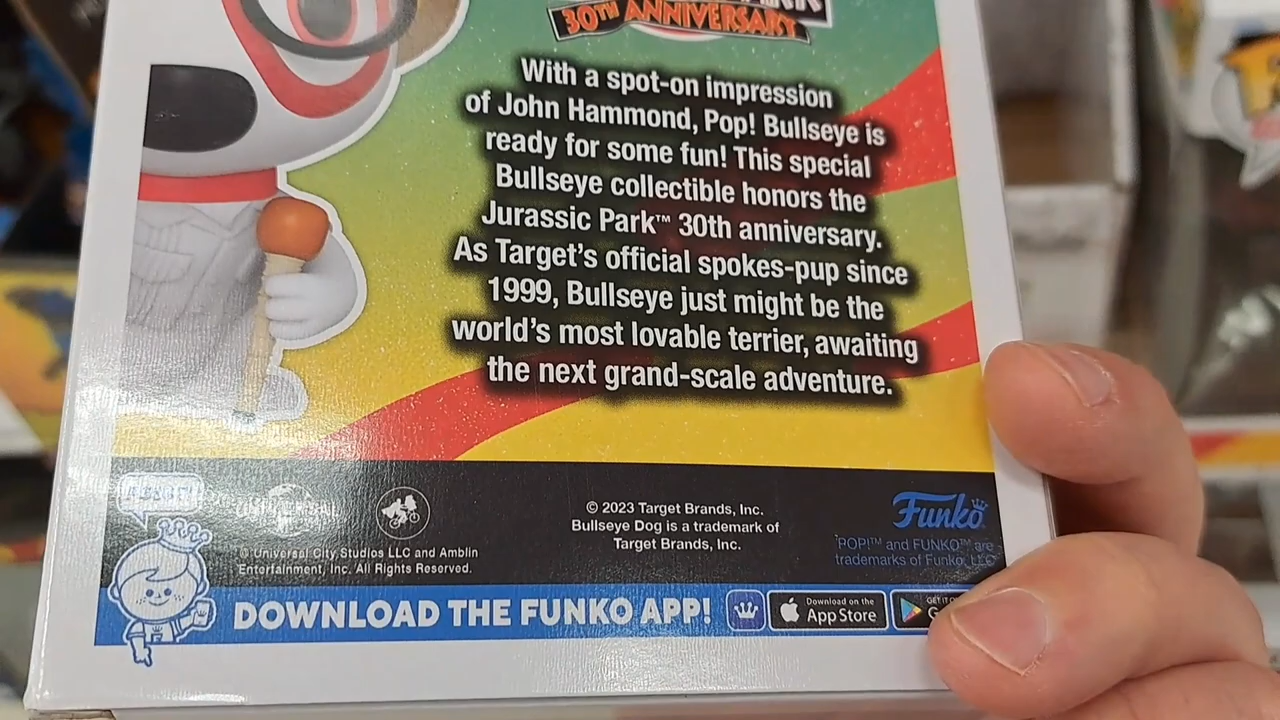 30TH ANNIVERSARY
With a spot-on impression
of John Hammond, Pop! Bullseye is
ready for some fun! This special
Bullseye collectible honors the
Jurassic Park™ 30th anniversary.
As Target's official spokes-pup since
1999, Bullseye just might be the
world's most lovable terrier, awaiting
the next grand-scale adventure.
© Universal City Studios LLC and Amblin
Entertainment, Inc. All Rights Reserved.
© 2023 Target Brands, Inc.
Bullseye Dog is a trademark of
Target Brands, Inc.
Funko
POP!™ and FUNKO™ are
trademarks of Funko, LLC
DOWNLOAD THE FUNKO APP!
Download on the
App Store
GET IT